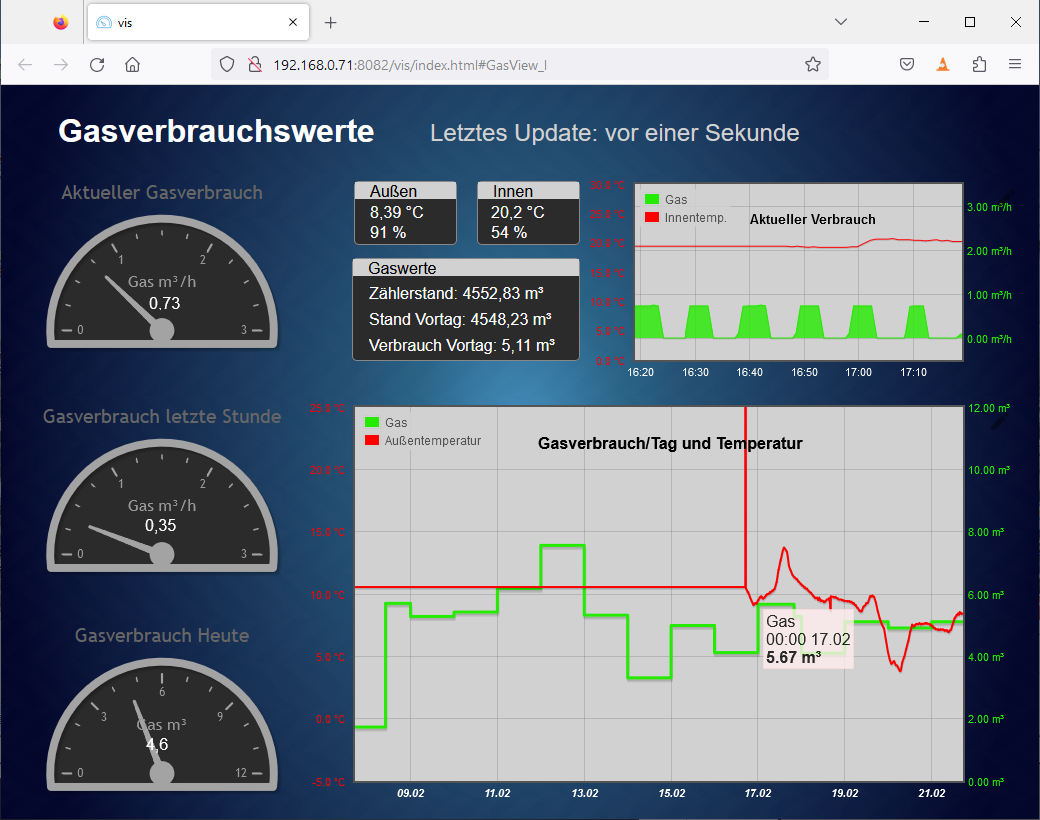 vis
192.168.0.71:8082/vis/index.html#GasView_I
Gasverbrauchswerte
Letztes Update: vor einer Sekunde
Aktueller Gasverbrauch
0
1
2
3
Gas m³/h
0,73
Außen
8,39 °C
91 %
Innen
20,2 °C
54 %
Gaswerte
Zählerstand: 4552,83 m³
Stand Vortag: 4548,23 m³
Verbrauch Vortag: 5,11 m³
Gas
Innentemp.
Aktueller Verbrauch
3.00 m³/h
2.00 m³/h
1.00 m³/h
0.00 m³/h
16:20
16:30
16:40
16:50
17:00
17:10
Gasverbrauch letzte Stunde
0
1
2
3
Gas m³/h
0,35
Gasverbrauch Heute
0
3
6
9
12
Gas m³
4,6
Gas
Außentemperatur
Gasverbrauch/Tag und Temperatur
25.0 °C
20.0 °C
15.0 °C
10.0 °C
5.0 °C
0.0 °C
-5.0 °C
12.00 m³
10.00 m³
8.00 m³
6.00 m³
4.00 m³
2.00 m³
0.00 m³
Gas
00:00 17.02
5.67 m³
09.02
11.02
13.02
15.02
17.02
19.02
21.02